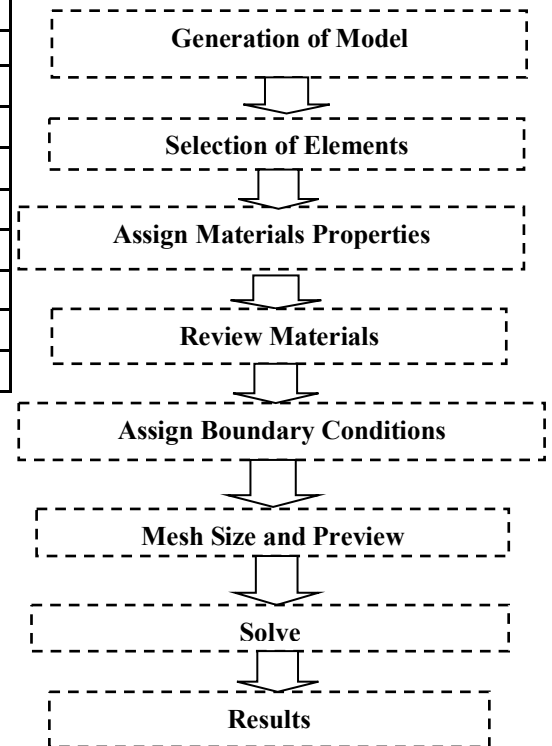 Generation of Model
Selection of Elements
Assign Materials Properties
Review Materials
Assign Boundary Conditions
Mesh Size and Preview
Solve
Results